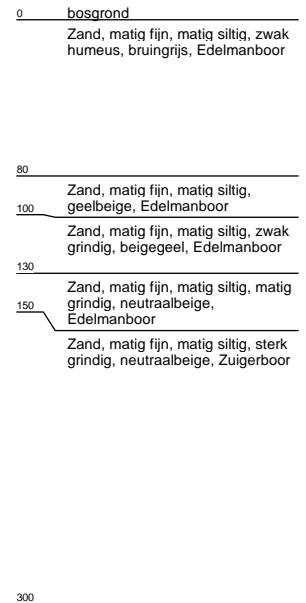 0 bosgrond
Zand, matig fijn, matig siltig, zwak
humeus, bruingrijs, Edelmanboor
80
Zand, matig fijn, matig siltig,
geelbeige, Edelmanboor
100
Zand, matig fijn, matig siltig, zwak
grindig, beigegeel, Edelmanboor
130
Zand, matig fijn, matig siltig, matig
grindig, neutraalbeige,
Edelmanboor
150
Zand, matig fijn, matig siltig, sterk
grindig, neutraalbeige, Zuigerboor
300